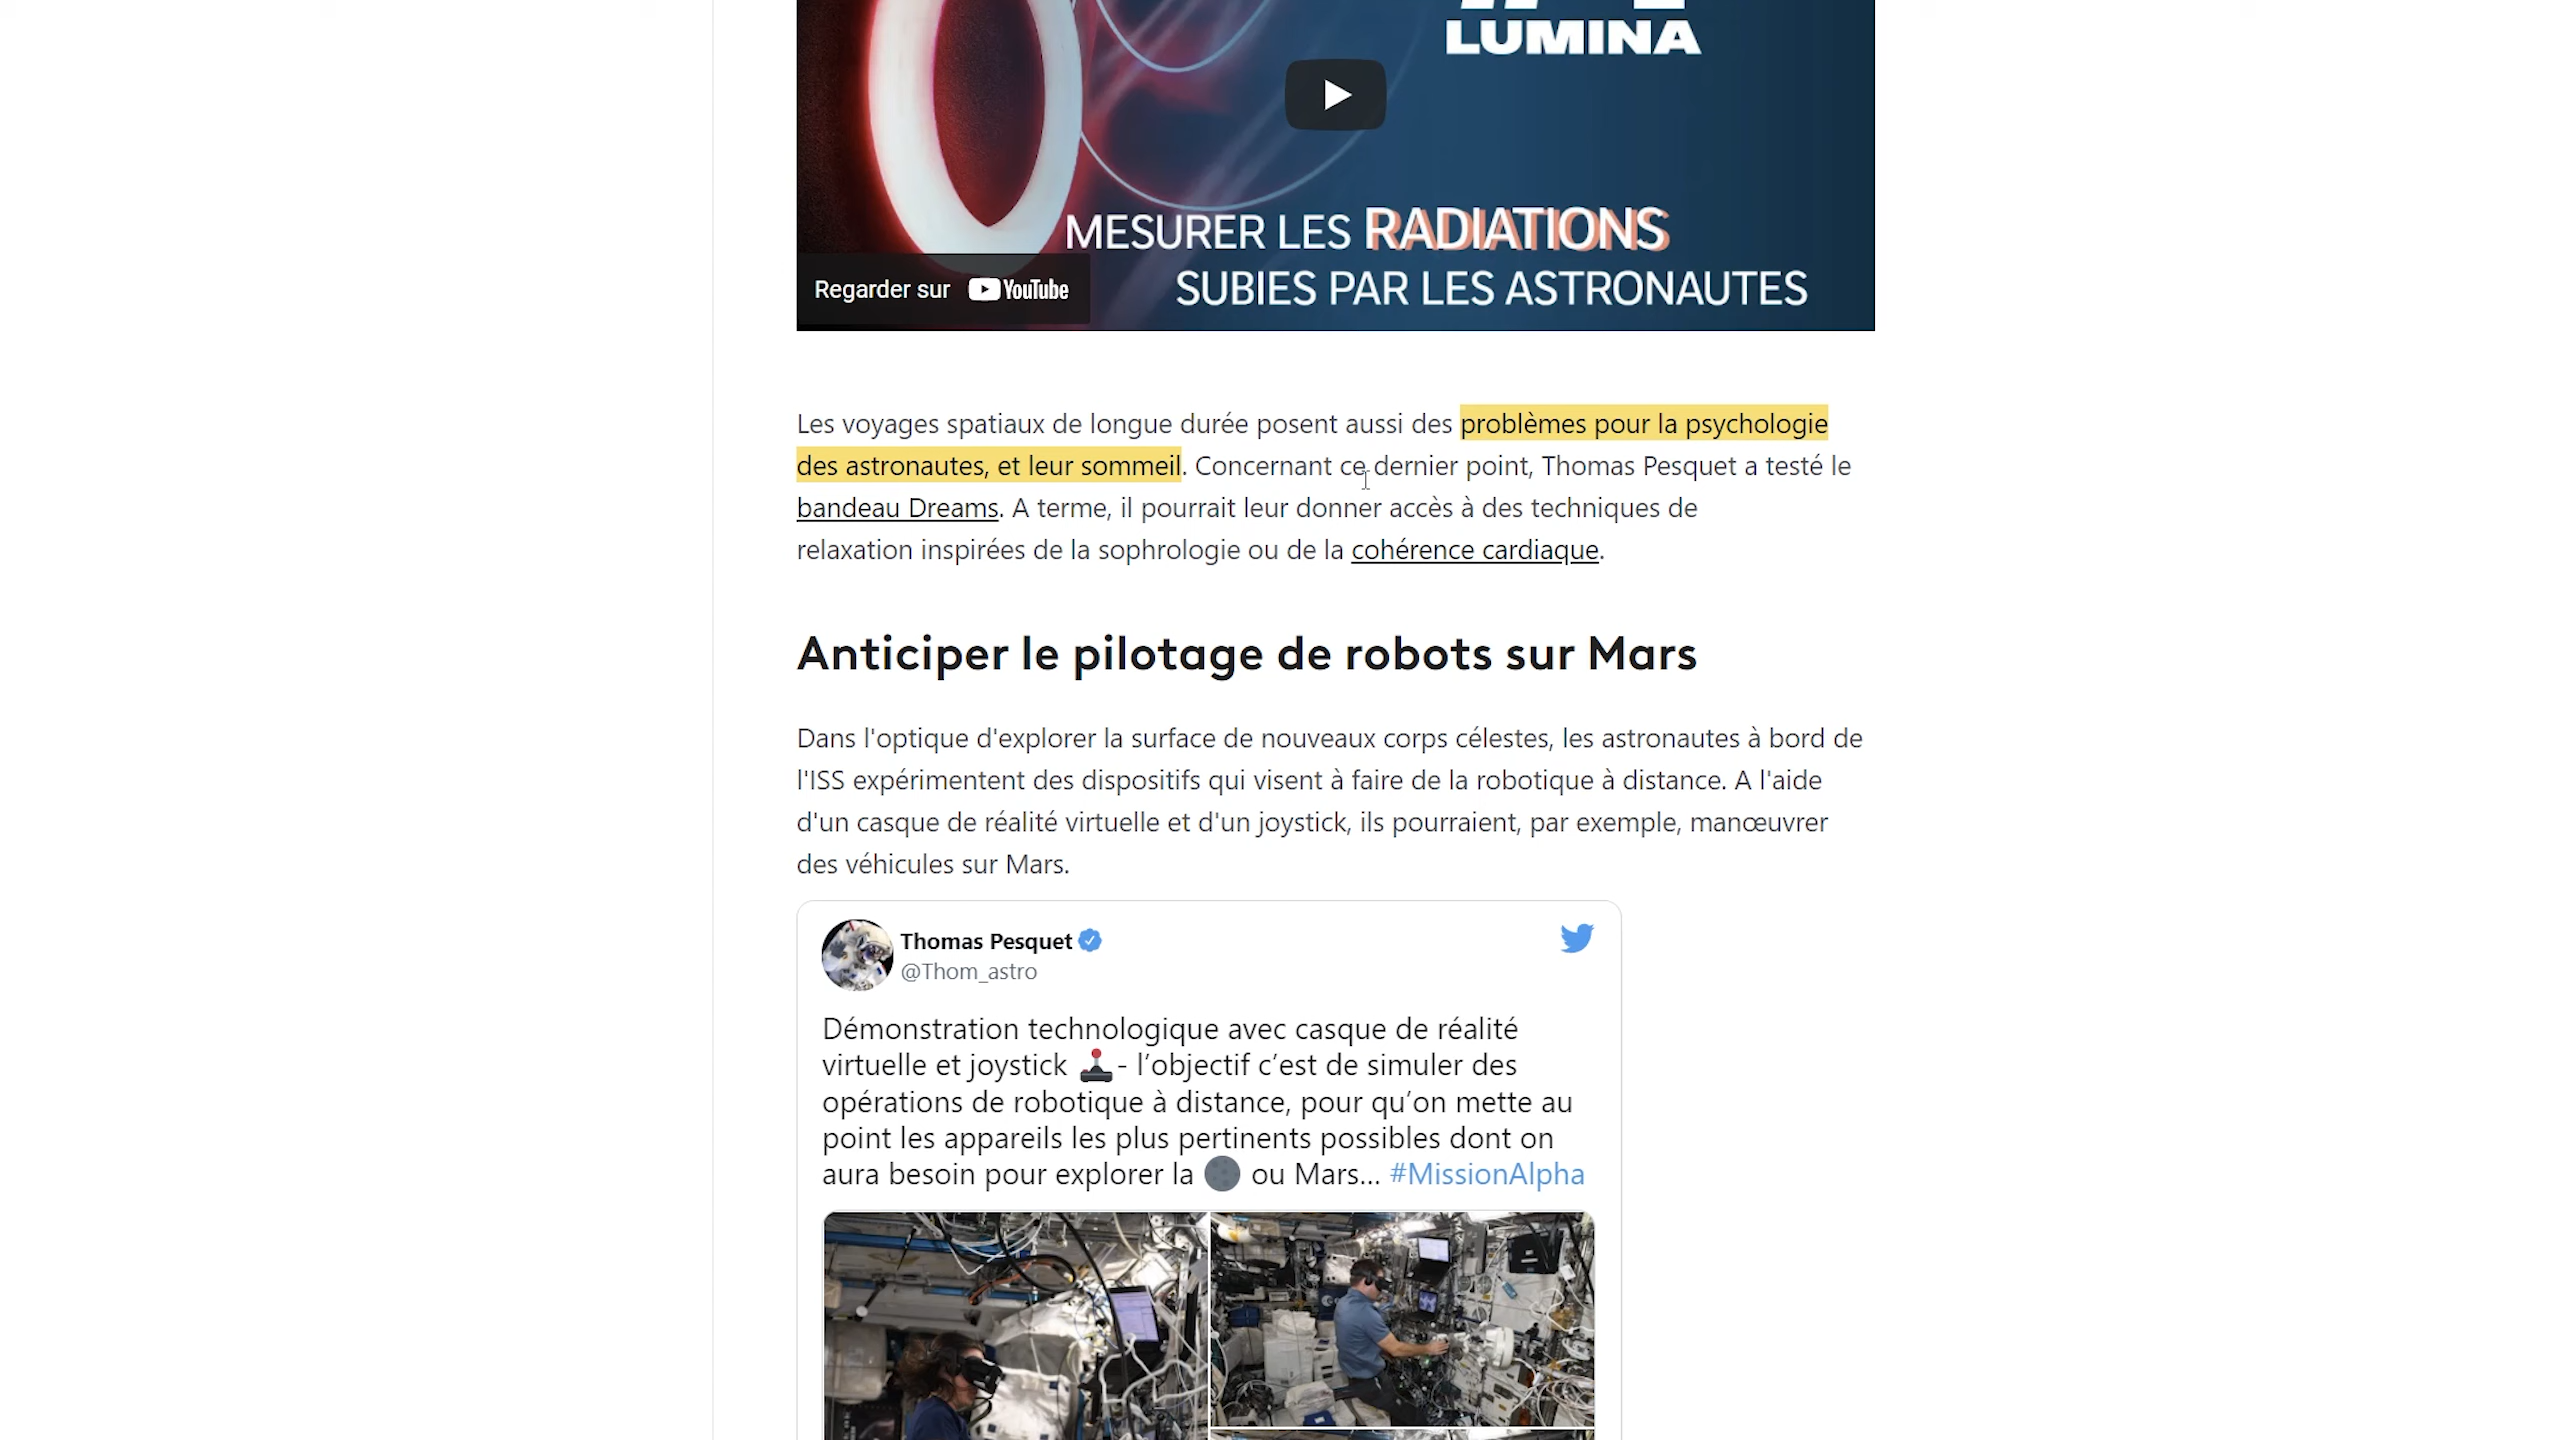 LUMINA
MESURER LES RADIATIONS
SUBIES PAR LES ASTRONAUTES
Regarder sur YouTube
Les voyages spatiaux de longue durée posent aussi des problèmes pour la psychologie
des astronautes, et leur sommeil. Concernant ce dernier point, Thomas Pesquet a testé le
bandeau Dreams. A terme, il pourrait leur donner accès à des techniques de
relaxation inspirées de la sophrologie ou de la cohérence cardiaque.
Anticiper le pilotage de robots sur Mars
Dans l'optique d'explorer la surface de nouveaux corps célestes, les astronautes à bord de
l'ISS expérimentent des dispositifs qui visent à faire de la robotique à distance. A l'aide
d'un casque de réalité virtuelle et d'un joystick, ils pourraient, par exemple, manœuvrer
des véhicules sur Mars.
Thomas Pesquet
@Thom_astro
Démonstration technologique avec casque de réalité
virtuelle et joystick 🕹️- l’objectif c’est de simuler des
opérations de robotique à distance, pour qu’on mette au
point les appareils les plus pertinents possibles dont on
aura besoin pour explorer la 🌑 ou Mars... #MissionAlpha